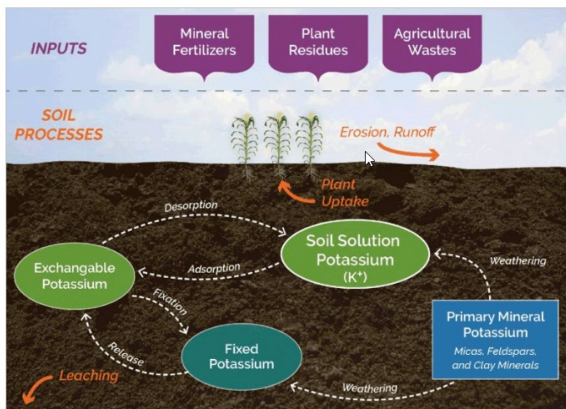 INPUTS
Mineral
Fertilizers
Plant
Residues
Agricultural
Wastes
SOIL
PROCESSES
Erosion, Runoff
Plant
Uptake
Desorption
Soil Solution
Potassium
(K+)
Adsorption
Weathering
Exchangable
Potassium
Fixation
Primary Mineral
Potassium
Micas, Feldspars,
and Clay Minerals
Fixed
Potassium
Release
Leaching
Weathering